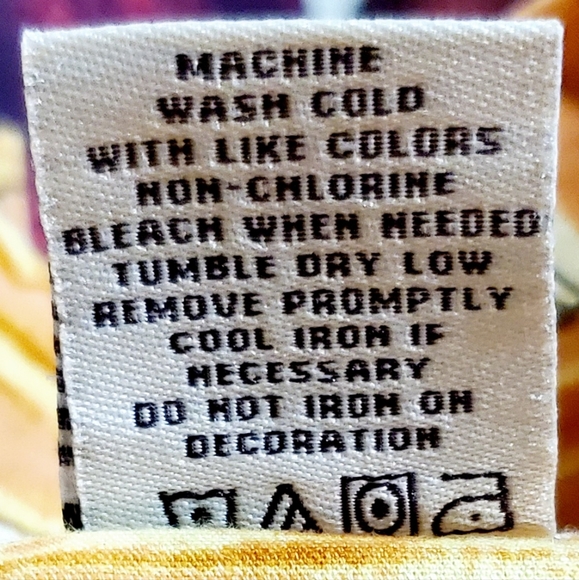 MACHINE
WASH COLD
WITH LIKE COLORS
NON-CHLORINE
BLEACH WHEN NEEDED
TUMBLE DRY LOW
REMOVE PROMPTLY
COOL IRON IF
NECESSARY
DO NOT IRON ON
DECORATION